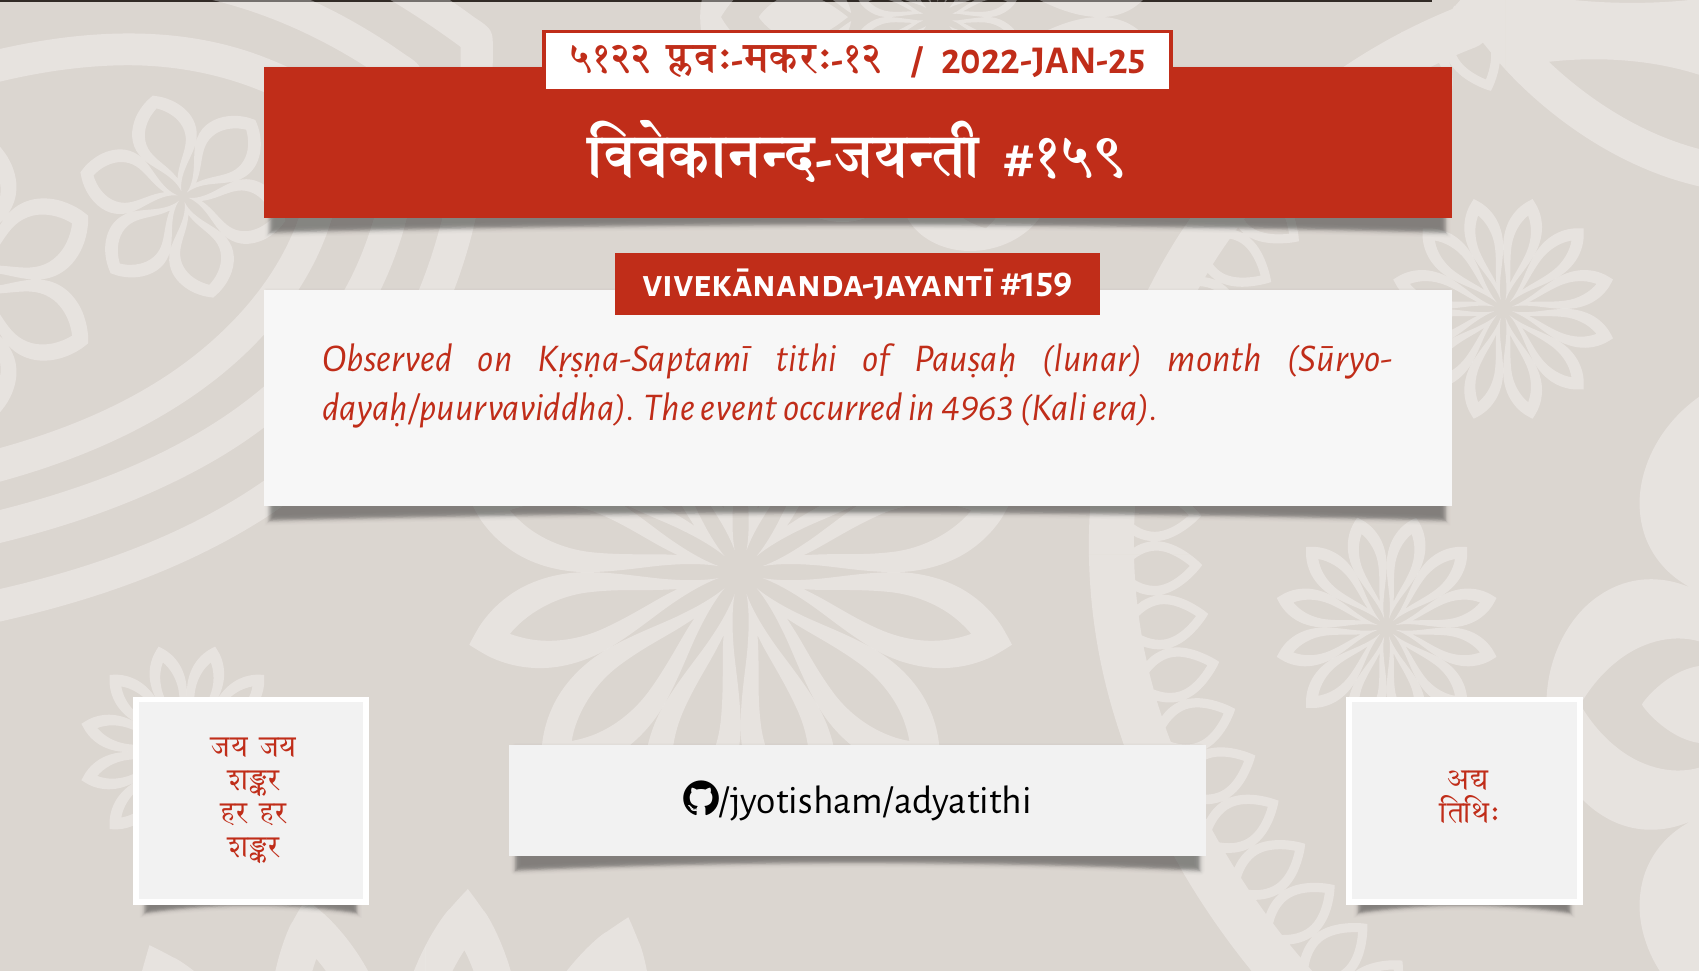 ५१२२ प्लवः-मकरः-१२ / 2022-JAN-25
विवेकानन्द-जयन्ती #१५९
VIVEKĀNANDA-JAYANTĪ #159
Observed on Kṛṣṇa-Saptamī tithi of Pauṣaḥ (lunar) month (Sūryo-
dayaḥ/puurvaviddha). The event occurred in 4963 (Kali era).
जय जय
शङ्कर
हर हर
शङ्कर
/jyotisham/adyatithi
अद्य
तिथिः